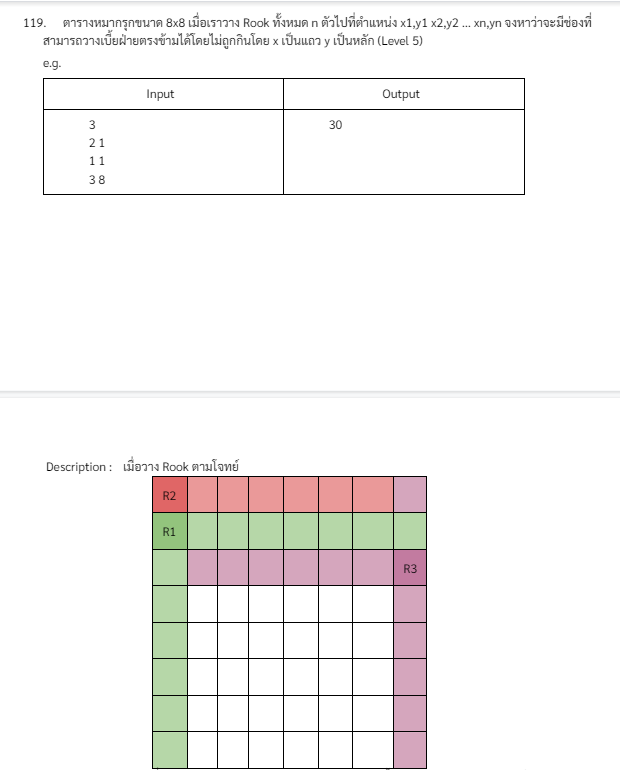 119. ตารางหมากรุกขนาด 8x8 เมื่อเราวาง Rook ทั้งหมด n ตัวไปที่ตำแหน่ง x1,y1 x2,y2 ... xn,yn จงหาว่าจะมีช่องที่
สามารถวางเบี้ยฝ่ายตรงข้ามได้โดยไม่ถูกกินโดย x เป็นแถว y เป็นหลัก (Level 5)
e.g.
Input Output
3 30
2 1
1 1
3 8
Description : เมื่อวาง Rook ตามโจทย์
R2
R1
R3